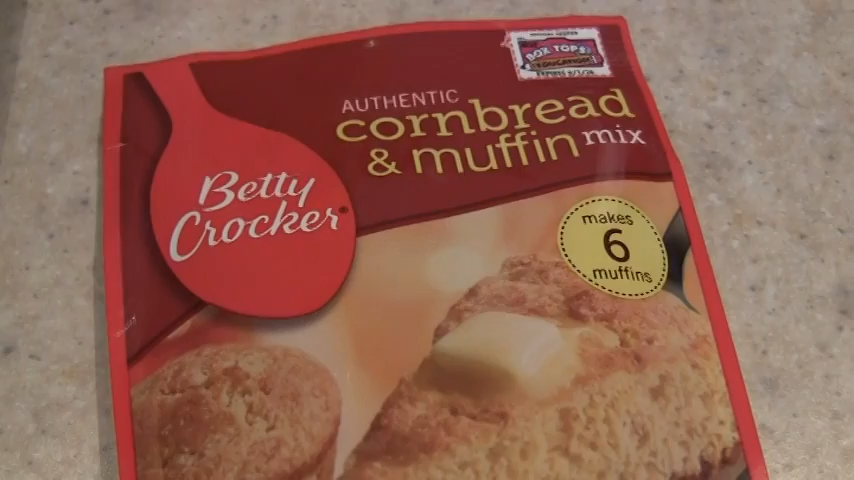 BOX TOPS
EDUCATION
AUTHENTIC
cornbread
& muffin mix
Betty
Crocker®
makes
6
muffins